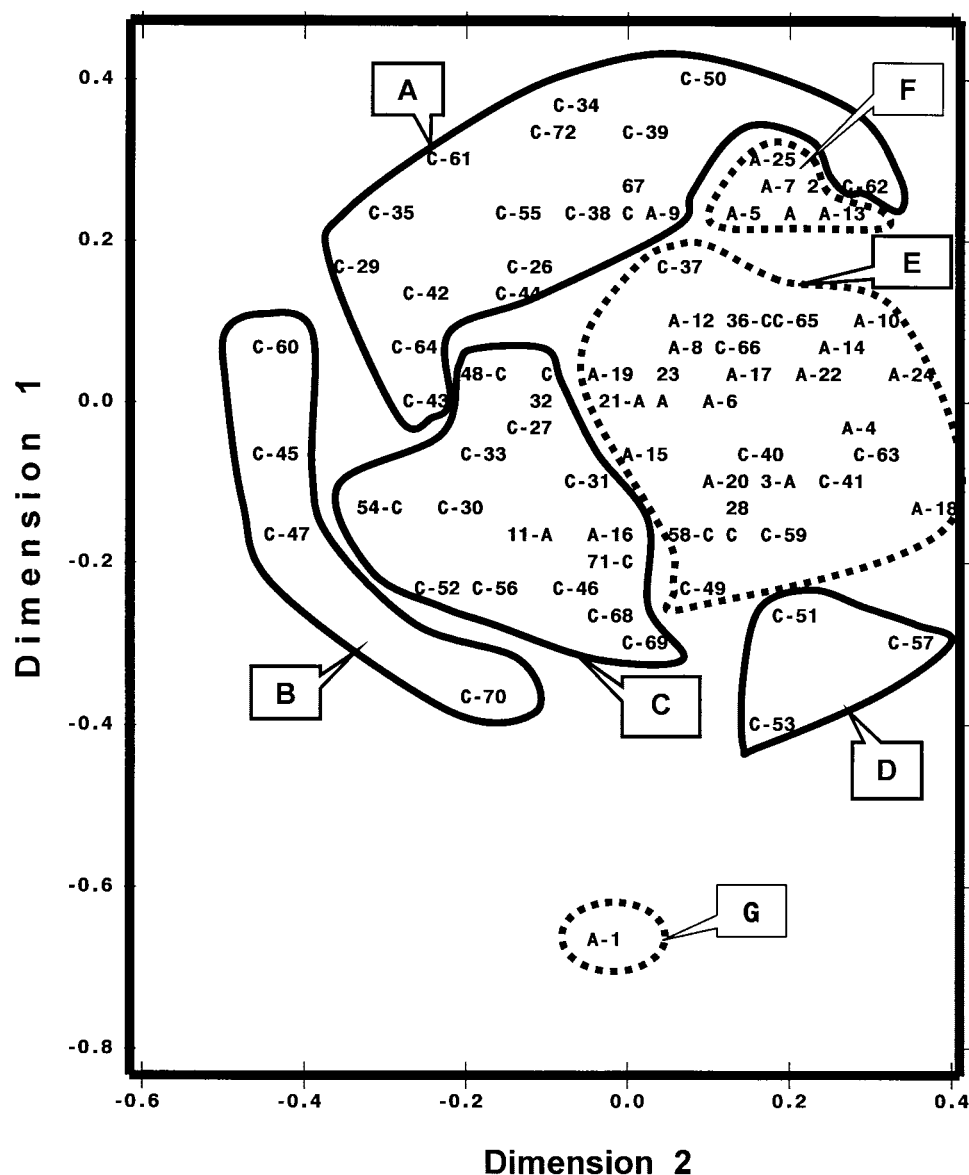 0.4
C-50
A
F
C-34
C-72 C-39
C-61 A-25
67 A-7 2 C-62
C-35 C-55 C-38 C A-9 A-5 A A-13
0.2
E
C-29 C-26 C-37
C-42 C-44
A-12 36-C C-65 A-10
C-60 C-64 A-8 C-66 A-14
48-C C A-19 23 A-17 A-22 A-24
0.0
C-43 32 21-A A A-6
C-27 A-4
C-45 C-33 A-15 C-40 C-63
C-31 A-20 3-A C-41
54-C C-30 28 A-18
C-47 11-A A-16 58-C C C-59
71-C
-0.2
C-52 C-56 C-46 C-49
C-68 C-51
C-69 C-57
B
C
C-70
-0.4
C-53
D
-0.6
G
A-1
-0.8
-0.6 -0.4 -0.2 0.0 0.2 0.4
Dimension 1
Dimension 2